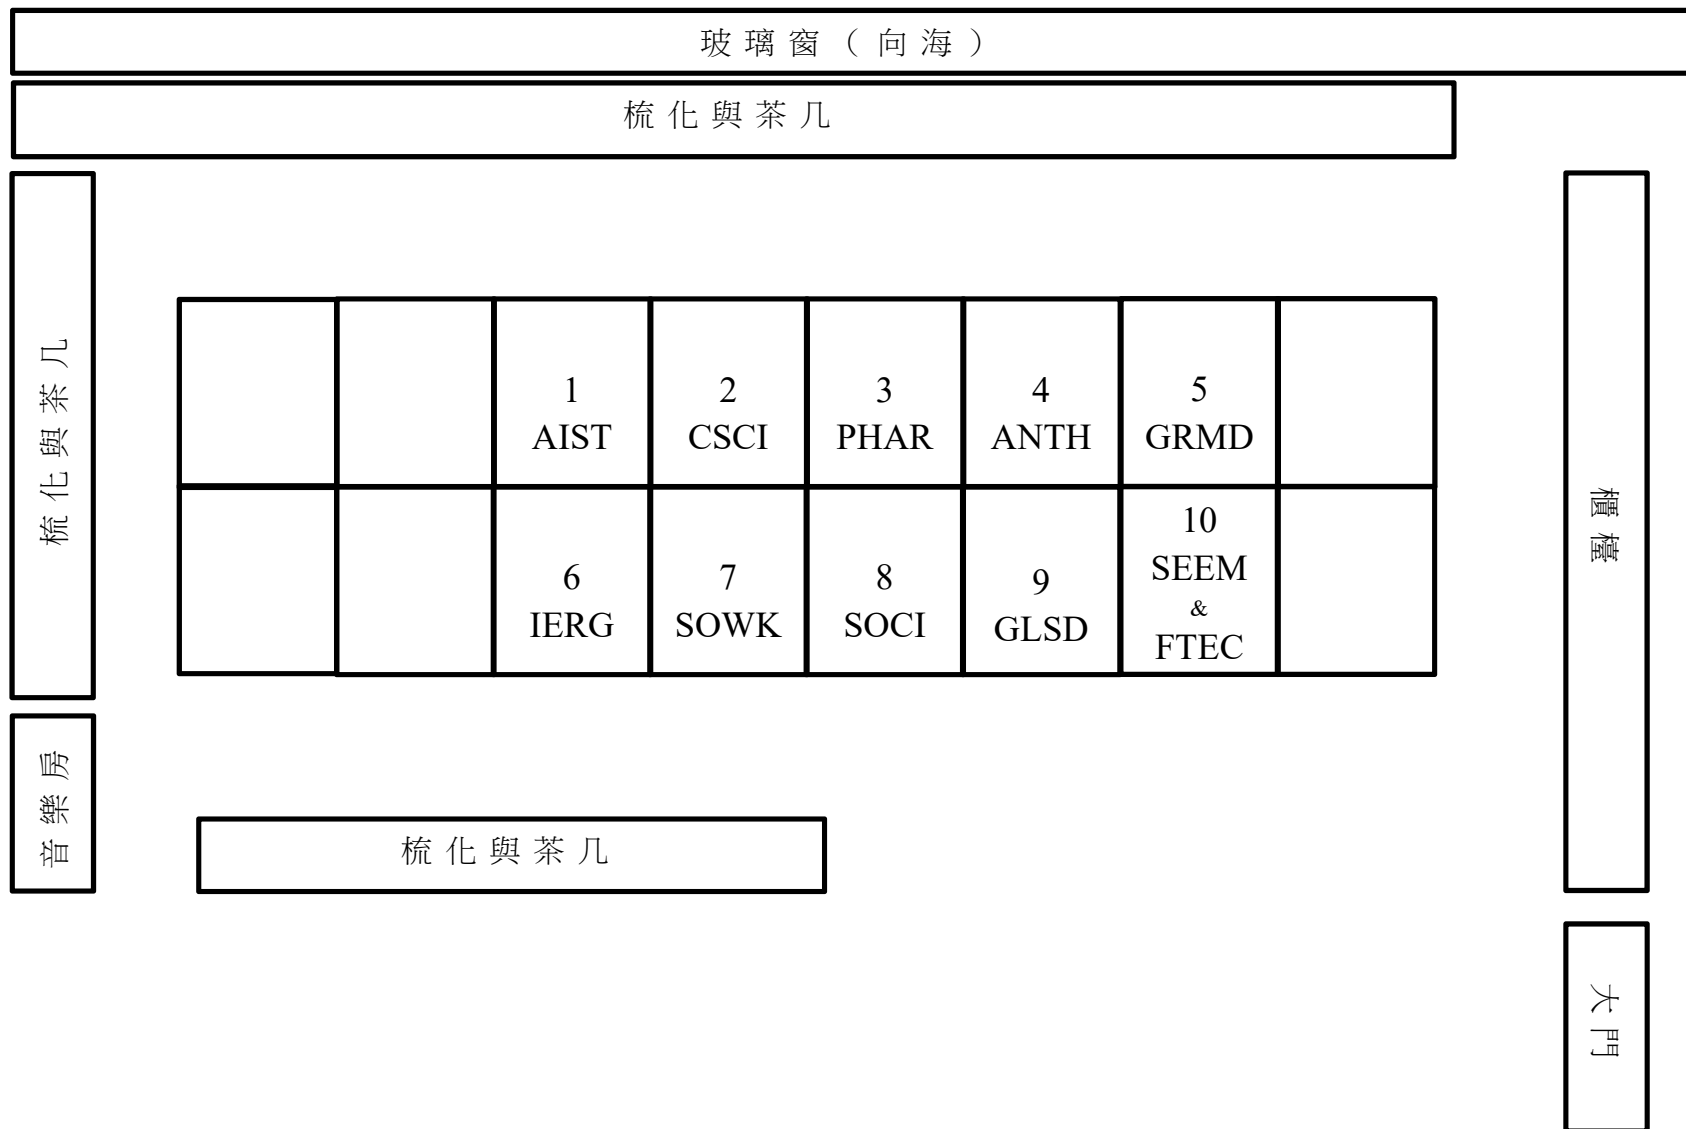 玻璃窗（向海）
梳化與茶几
梳化與茶几
1
AIST
2
CSCI
3
PHAR
4
ANTH
5
GRMD
6
IERG
7
SOWK
8
SOCI
9
GLSD
10
SEEM
&
FTEC
櫃檯
音樂房
梳化與茶几
大門